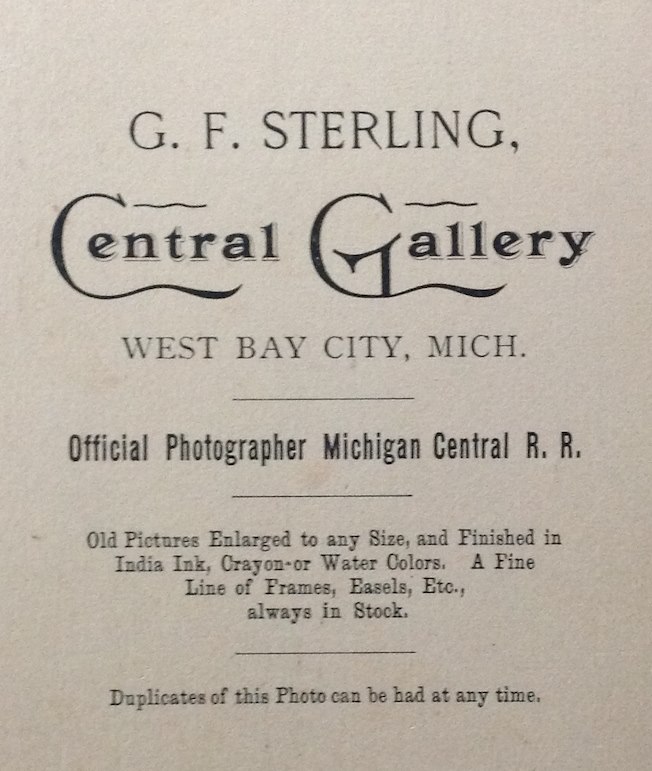 G. F. STERLING,
Central Gallery
WEST BAY CITY, MICH.
Official Photographer Michigan Central R. R.
Old Pictures Enlarged to any Size, and Finished in
India Ink, Crayon-or Water Colors. A Fine
Line of Frames, Easels, Etc.,
always in Stock.
Duplicates of this Photo can be had at any time.